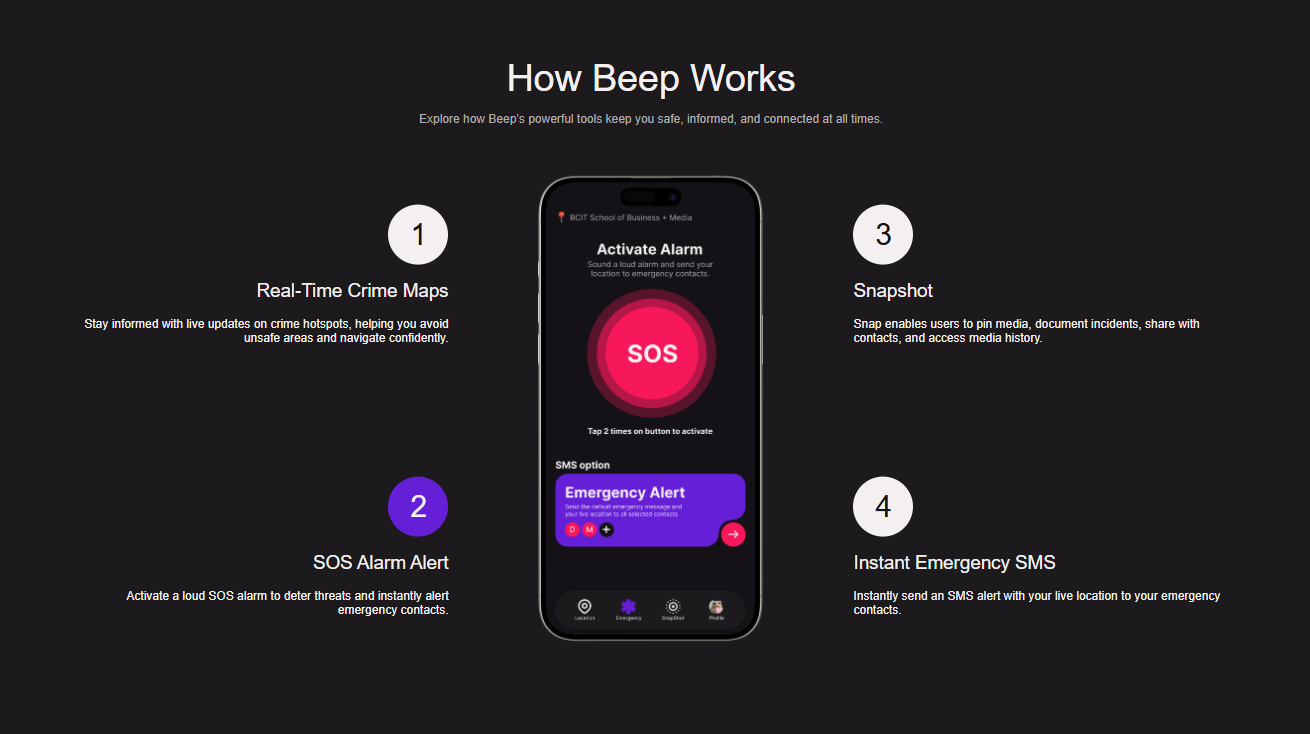 How Beep Works
Explore how Beep's powerful tools keep you safe, informed, and connected at all times.
1
Real-Time Crime Maps
Stay informed with live updates on crime hotspots, helping you avoid
unsafe areas and navigate confidently.
2
SOS Alarm Alert
Activate a loud SOS alarm to deter threats and instantly alert
emergency contacts.
BCIT School of Business + Media
Activate Alarm
Sound a loud alarm and send your
location to emergency contacts.
SOS
Tap 2 times on button to activate
SMS option
Emergency Alert
Send the default emergency message and
your live location to all selected contacts
D M +
Location Emergency SnapShot Profile
3
Snapshot
Snap enables users to pin media, document incidents, share with
contacts, and access media history.
4
Instant Emergency SMS
Instantly send an SMS alert with your live location to your emergency
contacts.